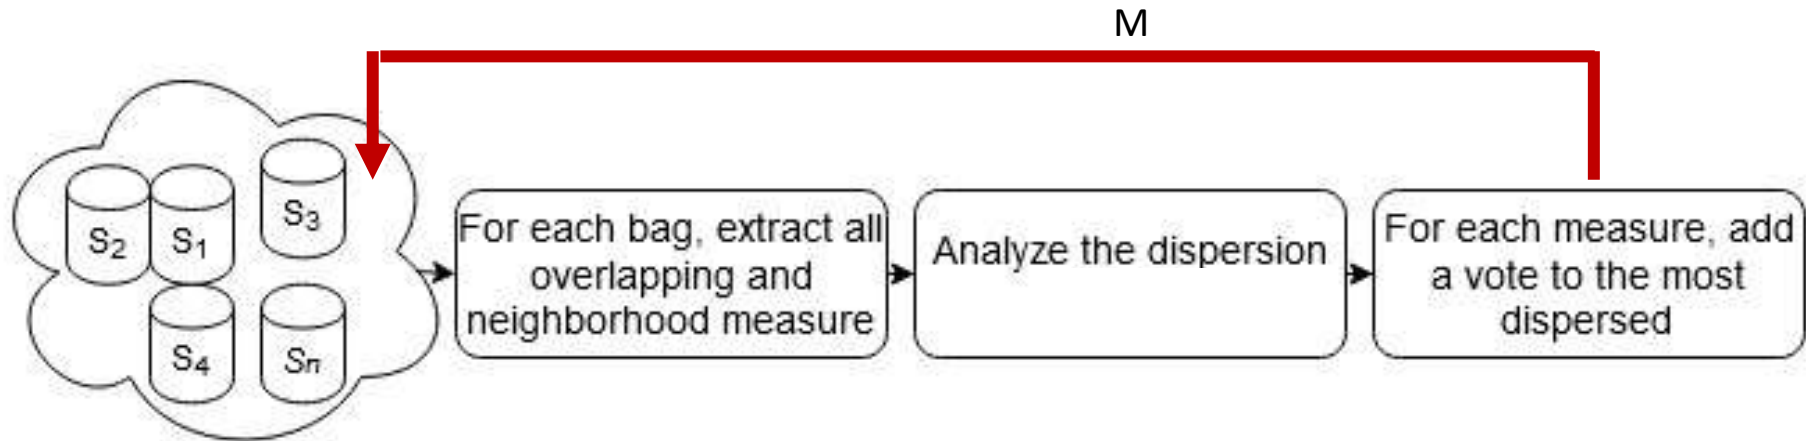 M
S2
S1
S3
S4
Sn
For each bag, extract all
overlapping and
neighborhood measure
Analyze the dispersion
For each measure, add
a vote to the most
dispersed